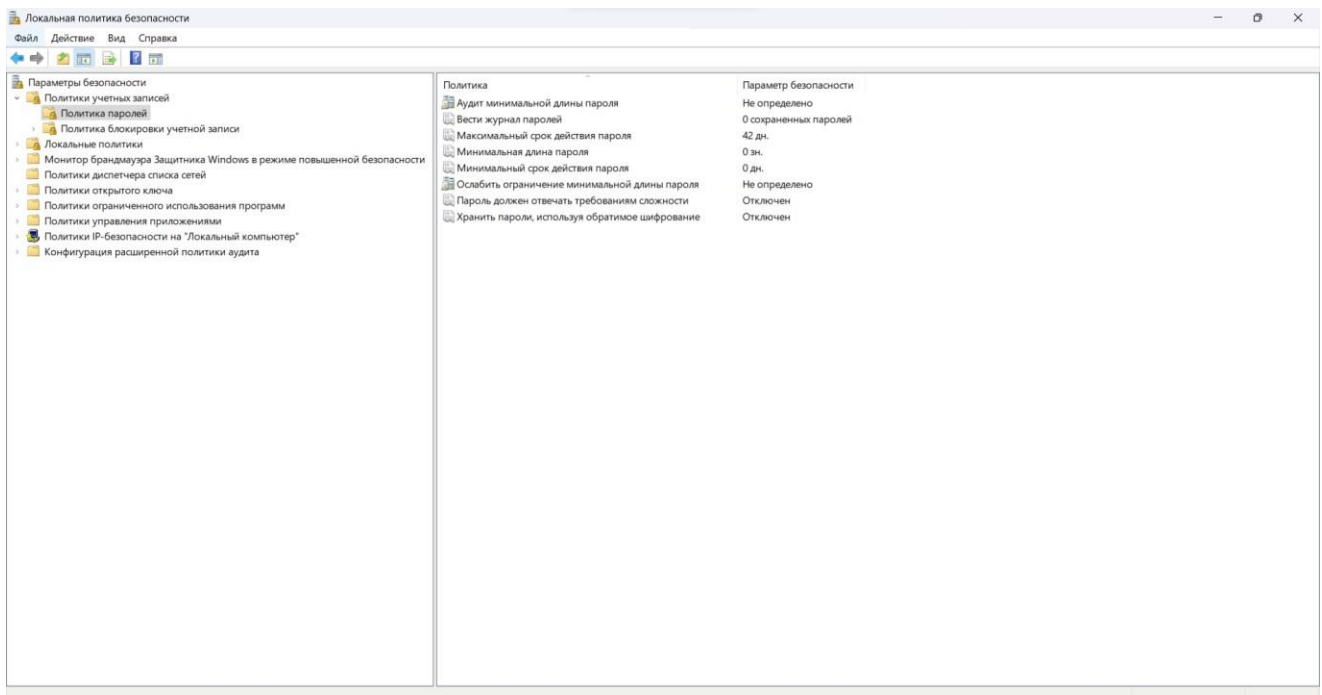 Локальная политика безопасности
Файл Действие Вид Справка
Параметры безопасности
Политики учетных записей
Политика паролей
Политика блокировки учетной записи
Локальные политики
Монитор брандмауэра Защитника Windows в режиме повышенной безопасности
Политики диспетчера списка сетей
Политики открытого ключа
Политики ограниченного использования программ
Политики управления приложениями
Политики IP-безопасности на "Локальный компьютер"
Конфигурация расширенной политики аудита
Политика Параметр безопасности
Аудит минимальной длины пароля Не определено
Вести журнал паролей 0 сохраненных паролей
Максимальный срок действия пароля 42 дн.
Минимальная длина пароля 0 зн.
Минимальный срок действия пароля 0 дн.
Ослабить ограничение минимальной длины пароля Не определено
Пароль должен отвечать требованиям сложности Отключен
Хранить пароли, используя обратимое шифрование Отключен